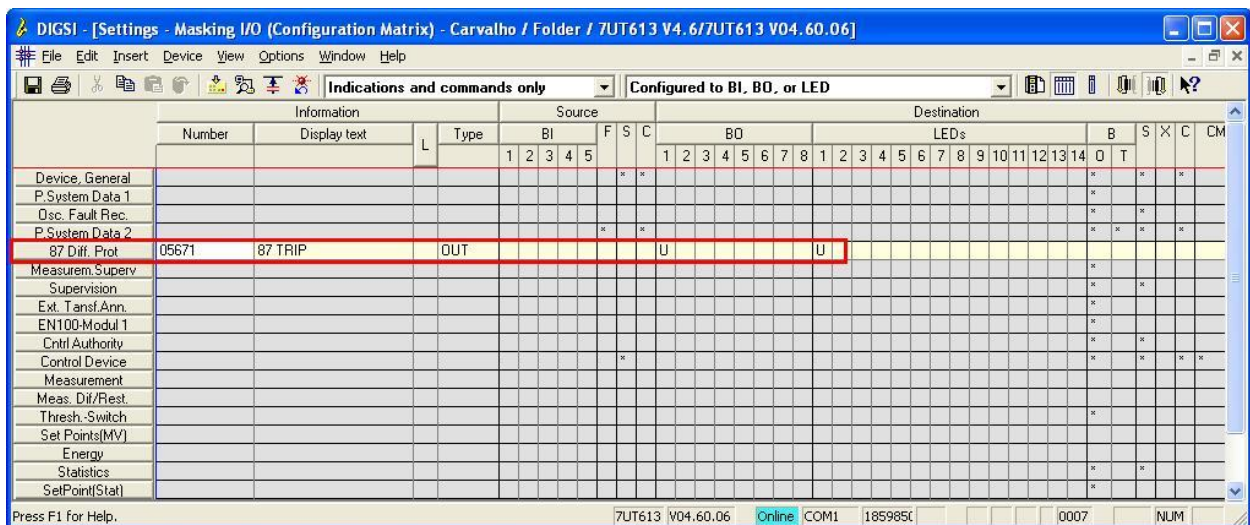 DIGSI - [Settings - Masking I/O (Configuration Matrix) - Carvalho / Folder / 7UT613 V4.6/7UT613 V04.60.06]
File Edit Insert Device View Options Window Help
Indications and commands only Configured to BI, BO, or LED
Information Source Destination
Number Display text L Type BI F S C BO LEDs B S X C CM
1 2 3 4 5 1 2 3 4 5 6 7 8 1 2 3 4 5 6 7 8 9 10 11 12 13 14 O T
Device, General * * * * *
P.System Data 1 *
Osc. Fault Rec. * *
P.System Data 2 * * * * * *
87 Diff. Prot 05671 87 TRIP OUT U U
Measurem.Superv *
Supervision * *
Ext. Tansf.Ann. *
EN100-Modul 1 *
Cntrl Authority * *
Control Device * * * * *
Measurement
Meas. Dif/Rest.
Thresh.-Switch *
Set Points(MV)
Energy
Statistics * *
SetPoint(Stat) *
Press F1 for Help. 7UT613 V04.60.06 Online COM1 1859850 0007 NUM